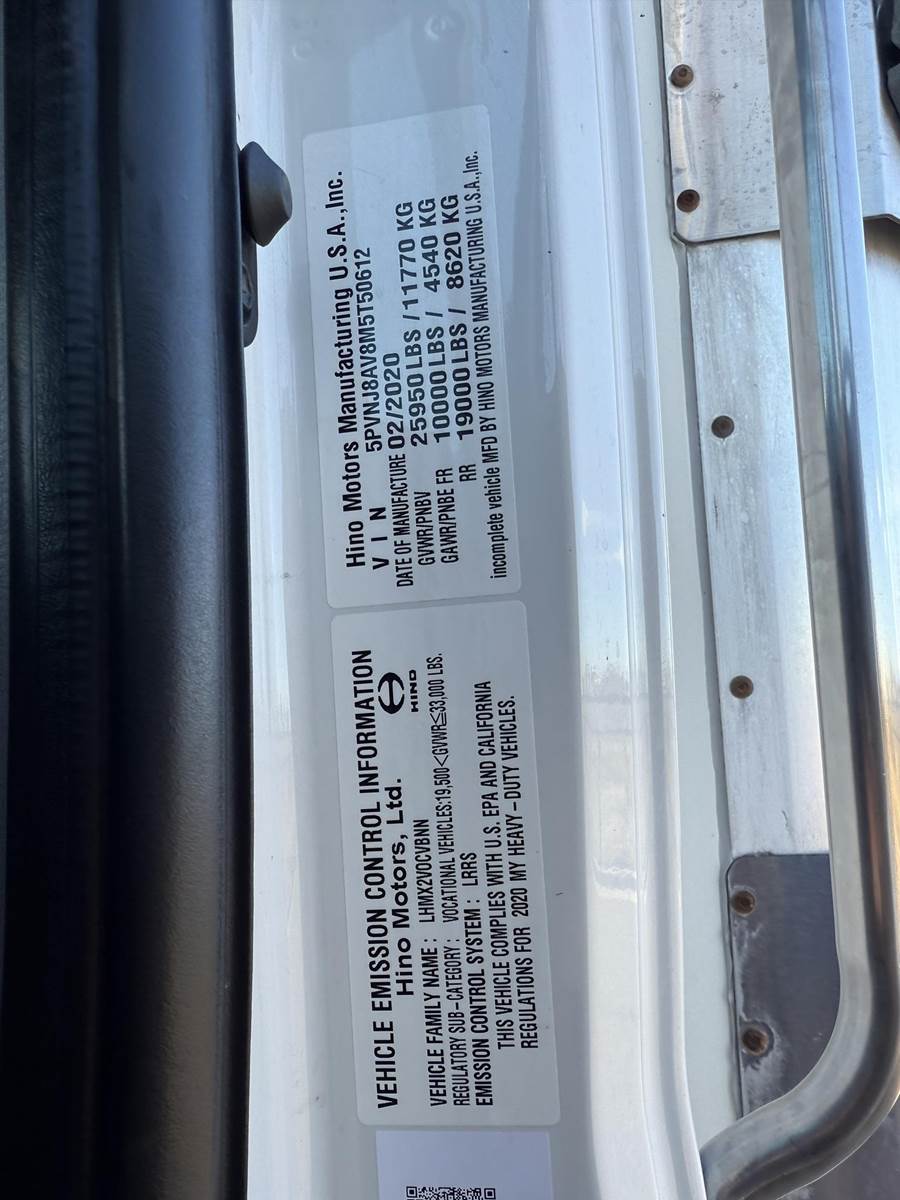 Hino Motors Manufacturing U.S.A.,Inc.
V I N 5PVNJ8AV8M5T50612
DATE OF MANUFACTURE 02/2020
GVWR/PNBV 25950 LBS / 11770 KG
GAWR/PNBE FR 10000 LBS / 4540 KG
RR 19000 LBS / 8620 KG
incomplete vehicle MFD BY HINO MOTORS MANUFACTURING U.S.A.,Inc.
VEHICLE EMISSION CONTROL INFORMATION
Hino Motors, Ltd.
HINO
VEHICLE FAMILY NAME : LHMX2VOCVBNN
REGULATORY SUB-CATEGORY : VOCATIONAL VEHICLES:19,500<GVWR≦33,000 LBS.
EMISSION CONTROL SYSTEM : LRRS
THIS VEHICLE COMPLIES WITH U.S. EPA AND CALIFORNIA
REGULATIONS FOR 2020 MY HEAVY-DUTY VEHICLES.